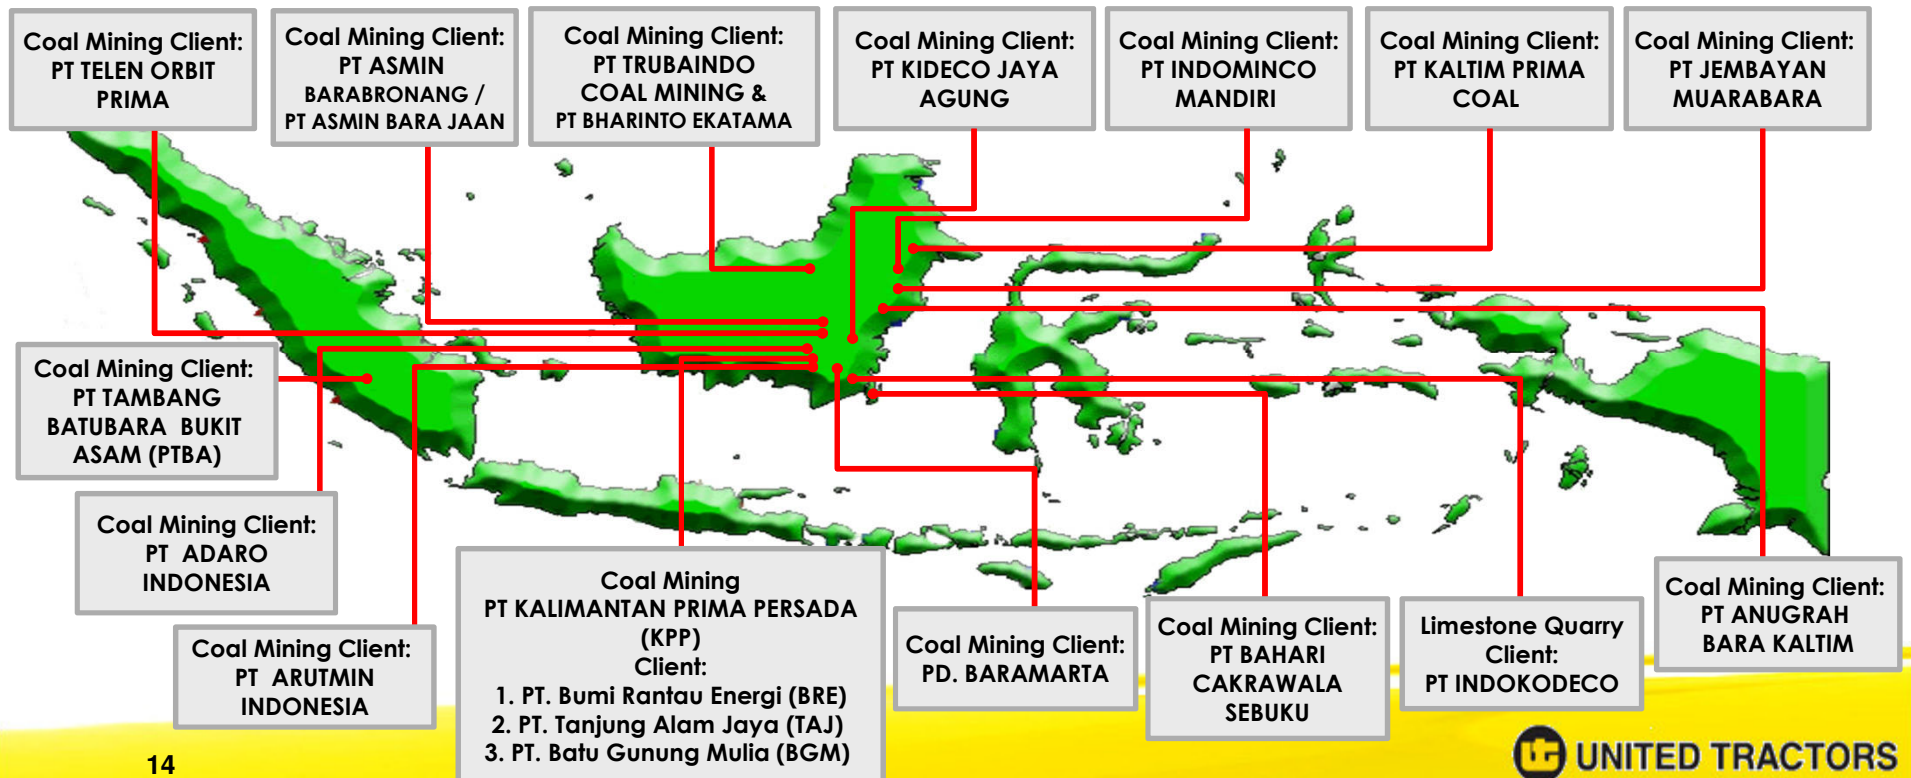 Coal Mining Client:
PT TELEN ORBIT
PRIMA
Coal Mining Client:
PT ASMIN
BARABRONANG /
PT ASMIN BARA JAAN
Coal Mining Client:
PT TRUBAINDO
COAL MINING &
PT BHARINTO EKATAMA
Coal Mining Client:
PT KIDECO JAYA
AGUNG
Coal Mining Client:
PT INDOMINCO
MANDIRI
Coal Mining Client:
PT KALTIM PRIMA
COAL
Coal Mining Client:
PT JEMBAYAN
MUARABARA
Coal Mining Client:
PT TAMBANG
BATUBARA BUKIT
ASAM (PTBA)
Coal Mining Client:
PT ADARO
INDONESIA
Coal Mining Client:
PT ARUTMIN
INDONESIA
Coal Mining
PT KALIMANTAN PRIMA PERSADA
(KPP)
Client:
1. PT. Bumi Rantau Energi (BRE)
2. PT. Tanjung Alam Jaya (TAJ)
3. PT. Batu Gunung Mulia (BGM)
Coal Mining Client:
PD. BARAMARTA
Coal Mining Client:
PT BAHARI
CAKRAWALA
SEBUKU
Limestone Quarry
Client:
PT INDOKODECO
Coal Mining Client:
PT ANUGRAH
BARA KALTIM
14
UNITED TRACTORS